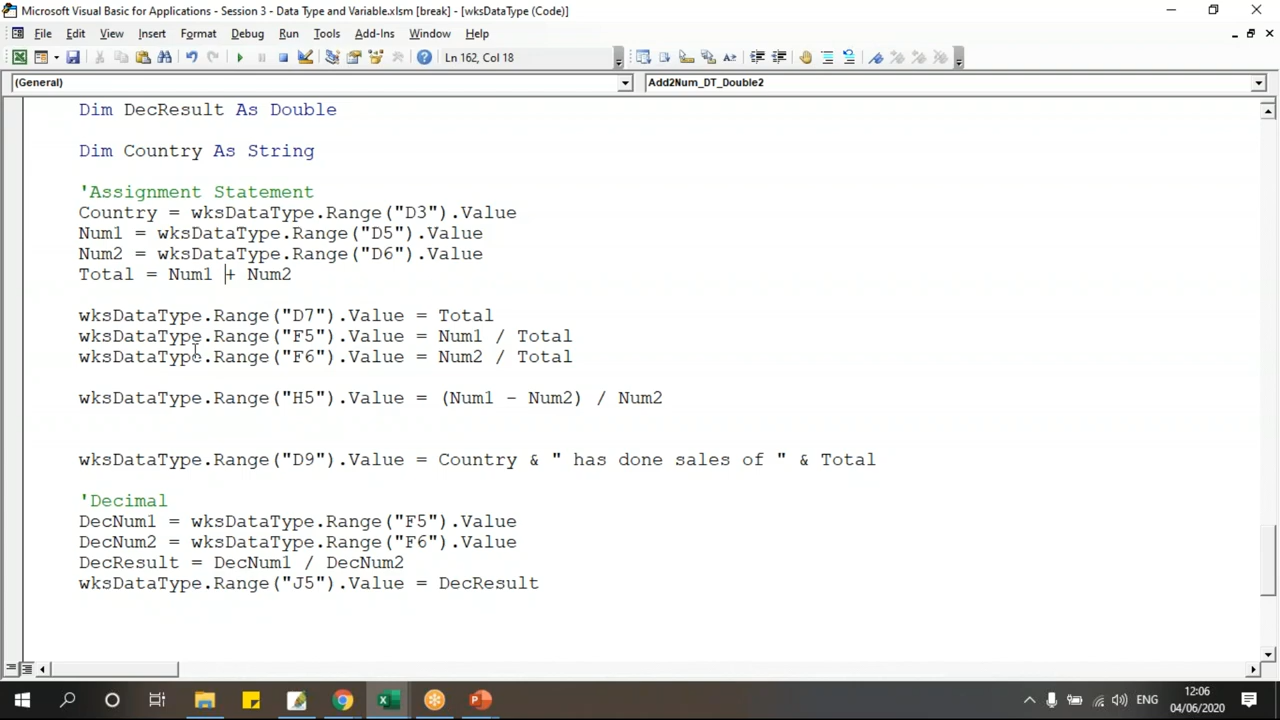 Microsoft Visual Basic for Applications - Session 3 - Data Type and Variable.xlsm [break] - [wksDataType (Code)]
File Edit View Insert Format Debug Run Tools Add-Ins Window Help
Ln 162, Col 18
(General) Add2Num_DT_Double2
Dim DecResult As Double
Dim Country As String
'Assignment Statement
Country = wksDataType.Range("D3").Value
Num1 = wksDataType.Range("D5").Value
Num2 = wksDataType.Range("D6").Value
Total = Num1 + Num2
wksDataType.Range("D7").Value = Total
wksDataType.Range("F5").Value = Num1 / Total
wksDataType.Range("F6").Value = Num2 / Total
wksDataType.Range("H5").Value = (Num1 - Num2) / Num2
wksDataType.Range("D9").Value = Country & " has done sales of " & Total
'Decimal
DecNum1 = wksDataType.Range("F5").Value
DecNum2 = wksDataType.Range("F6").Value
DecResult = DecNum1 / DecNum2
wksDataType.Range("J5").Value = DecResult
ENG
12:06
04/06/2020